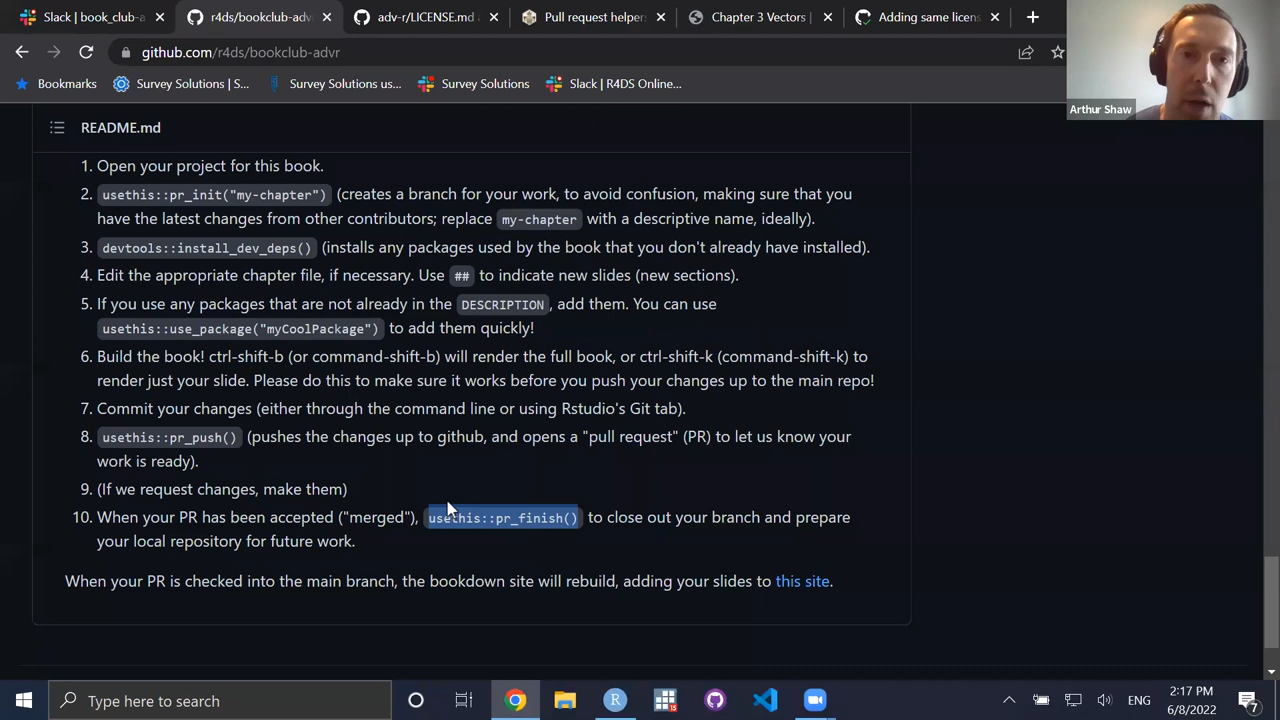 Slack | book_club-a
r4ds/bookclub-adv
adv-r/LICENSE.md
Pull request helper
Chapter 3 Vectors |
Adding same licens
github.com/r4ds/bookclub-advr
Bookmarks
Survey Solutions | S...
Survey Solutions us...
Survey Solutions
Slack | R4DS Online...
Arthur Shaw
README.md
1. Open your project for this book.
2. usethis::pr_init("my-chapter") (creates a branch for your work, to avoid confusion, making sure that you
have the latest changes from other contributors; replace my-chapter with a descriptive name, ideally).
3. devtools::install_dev_deps() (installs any packages used by the book that you don't already have installed).
4. Edit the appropriate chapter file, if necessary. Use ## to indicate new slides (new sections).
5. If you use any packages that are not already in the DESCRIPTION, add them. You can use
usethis::use_package("myCoolPackage") to add them quickly!
6. Build the book! ctrl-shift-b (or command-shift-b) will render the full book, or ctrl-shift-k (command-shift-k) to
render just your slide. Please do this to make sure it works before you push your changes up to the main repo!
7. Commit your changes (either through the command line or using Rstudio's Git tab).
8. usethis::pr_push() (pushes the changes up to github, and opens a "pull request" (PR) to let us know your
work is ready).
9. (If we request changes, make them)
10. When your PR has been accepted ("merged"), usethis::pr_finish() to close out your branch and prepare
your local repository for future work.
When your PR is checked into the main branch, the bookdown site will rebuild, adding your slides to this site.
Type here to search
ENG
2:17 PM
6/8/2022
7